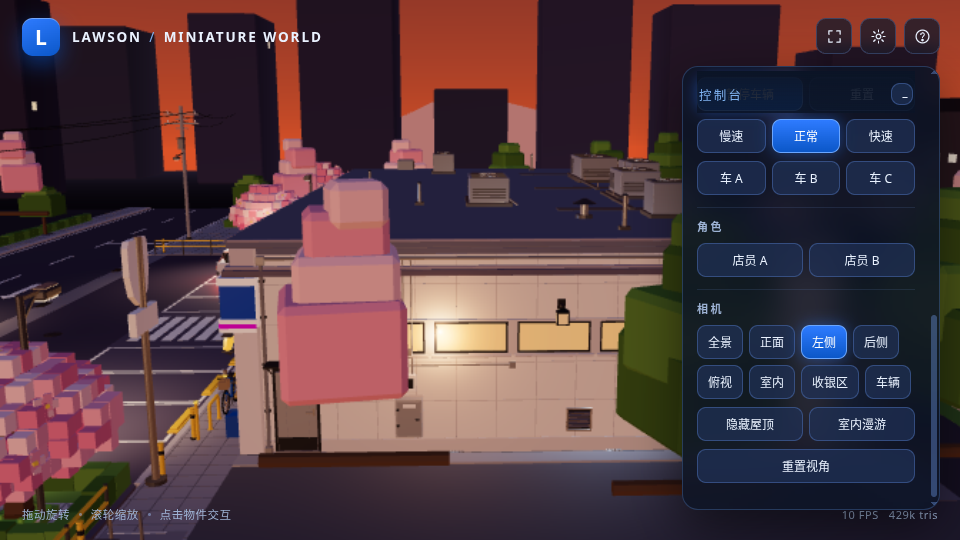 L LAWSON / MINIATURE WORLD
控制台
重置
慢速 正常 快速
车 A 车 B 车 C
角色
店员 A 店员 B
相机
全景 正面 左侧 后侧
俯视 室内 收银区 车辆
隐藏屋顶 室内漫游
重置视角
拖动旋转 · 滚轮缩放 · 点击物件交互
10 FPS 429k tris